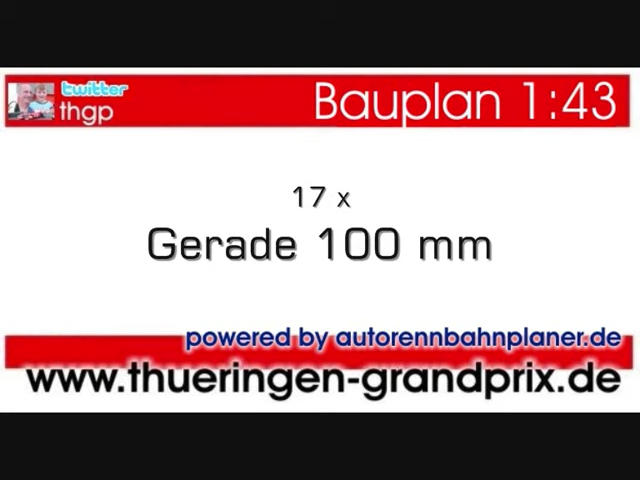 twitter
thgp
Bauplan 1:43
17 x
Gerade 100 mm
powered by autorennbahnplaner.de
www.thueringen-grandprix.de